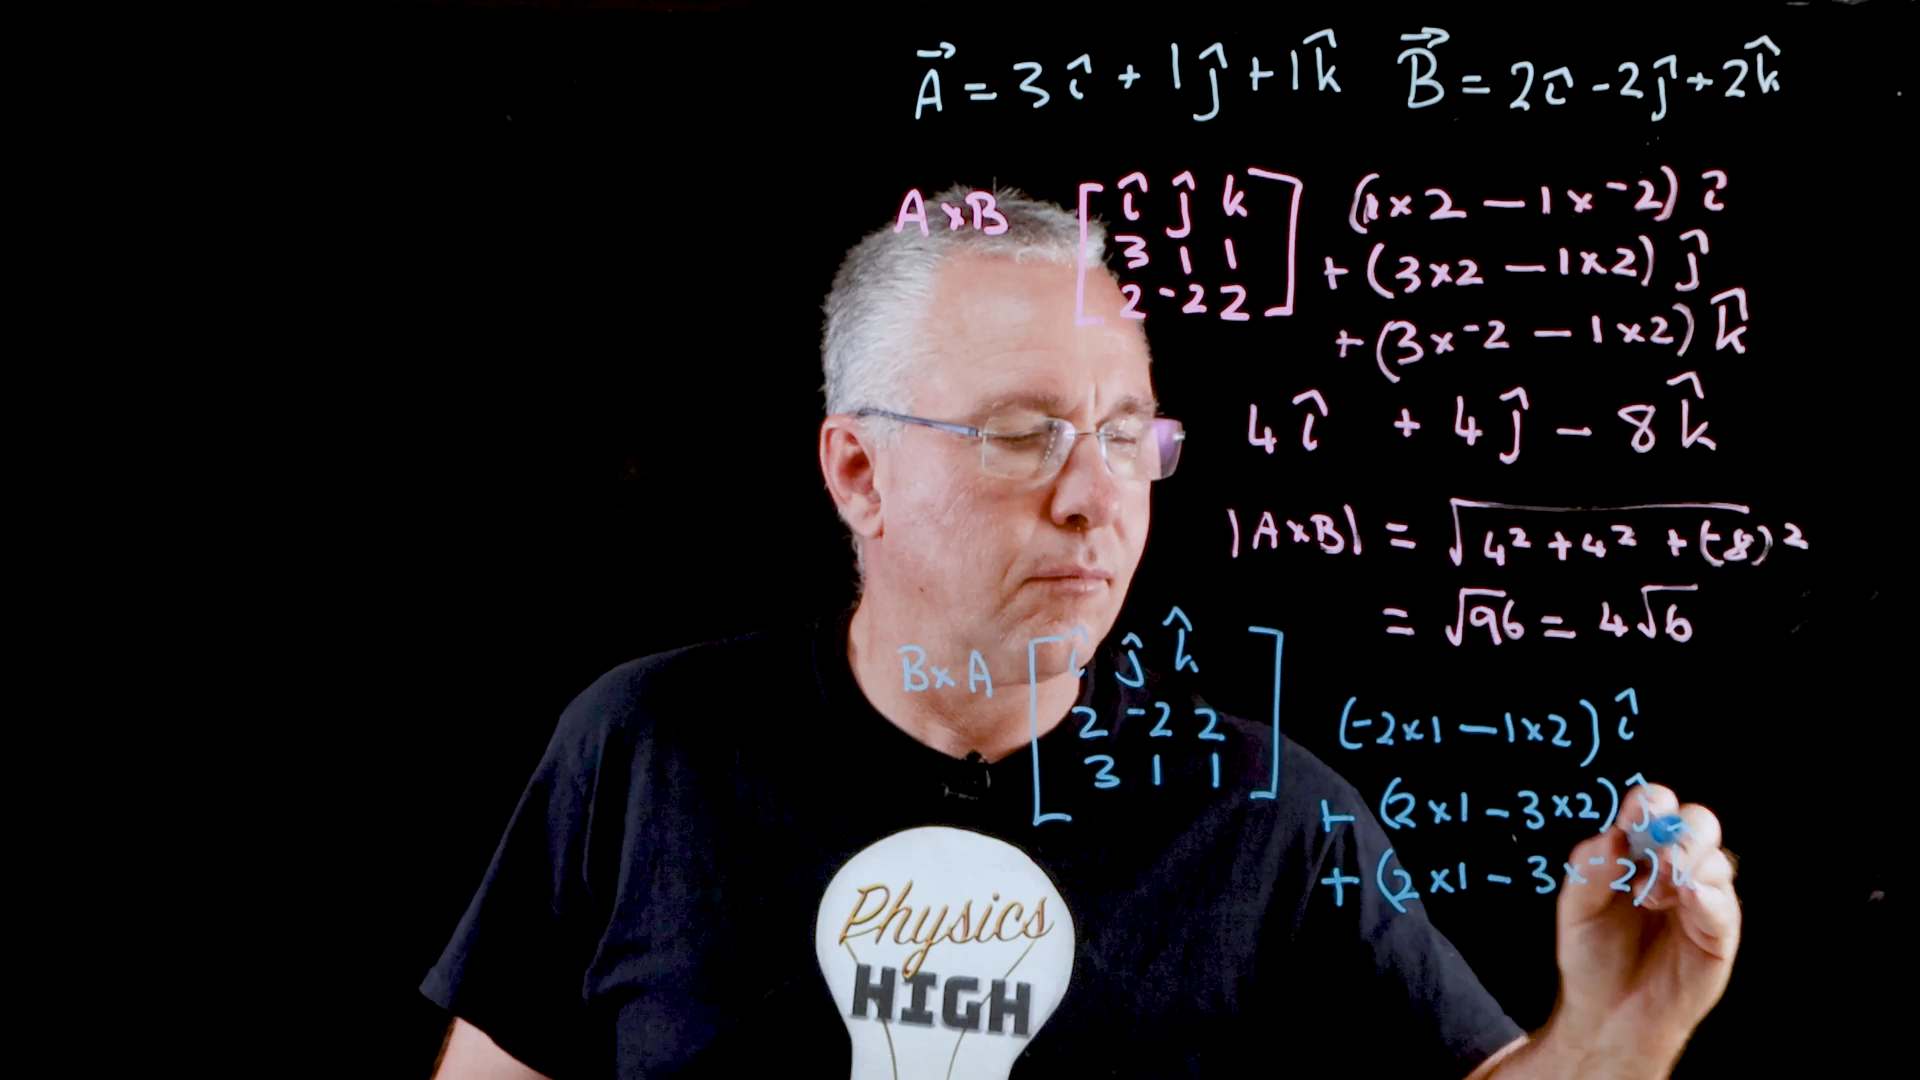 A⃗ = 3î + 1ĵ + 1k̂ B⃗ = 2î - 2ĵ + 2k̂
A×B [ î ĵ k
3 1 1
2 -2 2 ]
(1×2 — 1×-2) î
+ (3×2 — 1×2) ĵ
+ (3×-2 — 1×2) k̂
4î + 4ĵ - 8k̂
|A×B| = √4² + 4² + (-8)²
= √96 = 4√6
B×A [ î ĵ k̂
2 -2 2
3 1 1 ]
(-2×1 — 1×2) î
+ (2×1 - 3×2) ĵ
+ (2×1 - 3×-2) k
Physics
HIGH